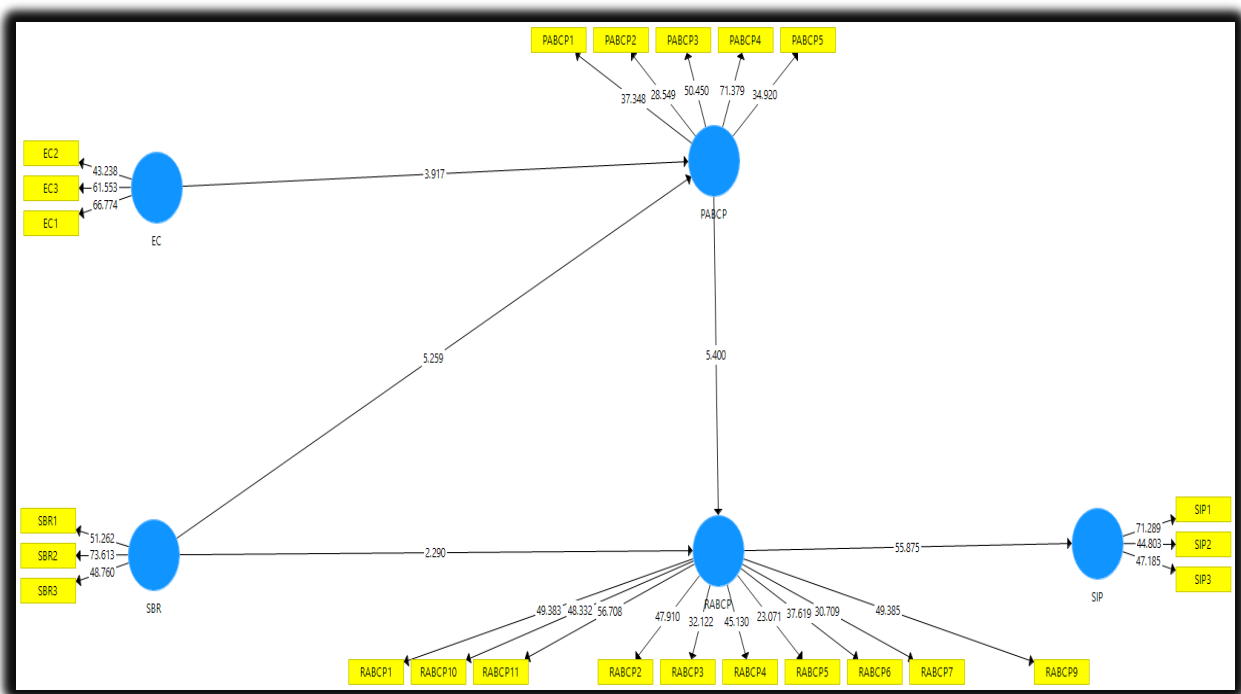 PABCP1 PABCP2 PABCP3 PABCP4 PABCP5
37.348 28.549 50.450 71.379 34.920
EC2
43.238
EC3
61.553
66.774
EC1
EC
3.917
PABCP
5.259
5.400
SBR1
51.262
SBR2
73.613
48.760
SBR3
SBR
2.290
RABCP
55.875
SIP1
71.289
44.803
SIP2
47.185
SIP3
SIP
49.383 48.332 56.708 47.910 32.122 45.130 23.071 37.619 30.709 49.385
RABCP1 RABCP10 RABCP11 RABCP2 RABCP3 RABCP4 RABCP5 RABCP6 RABCP7 RABCP9